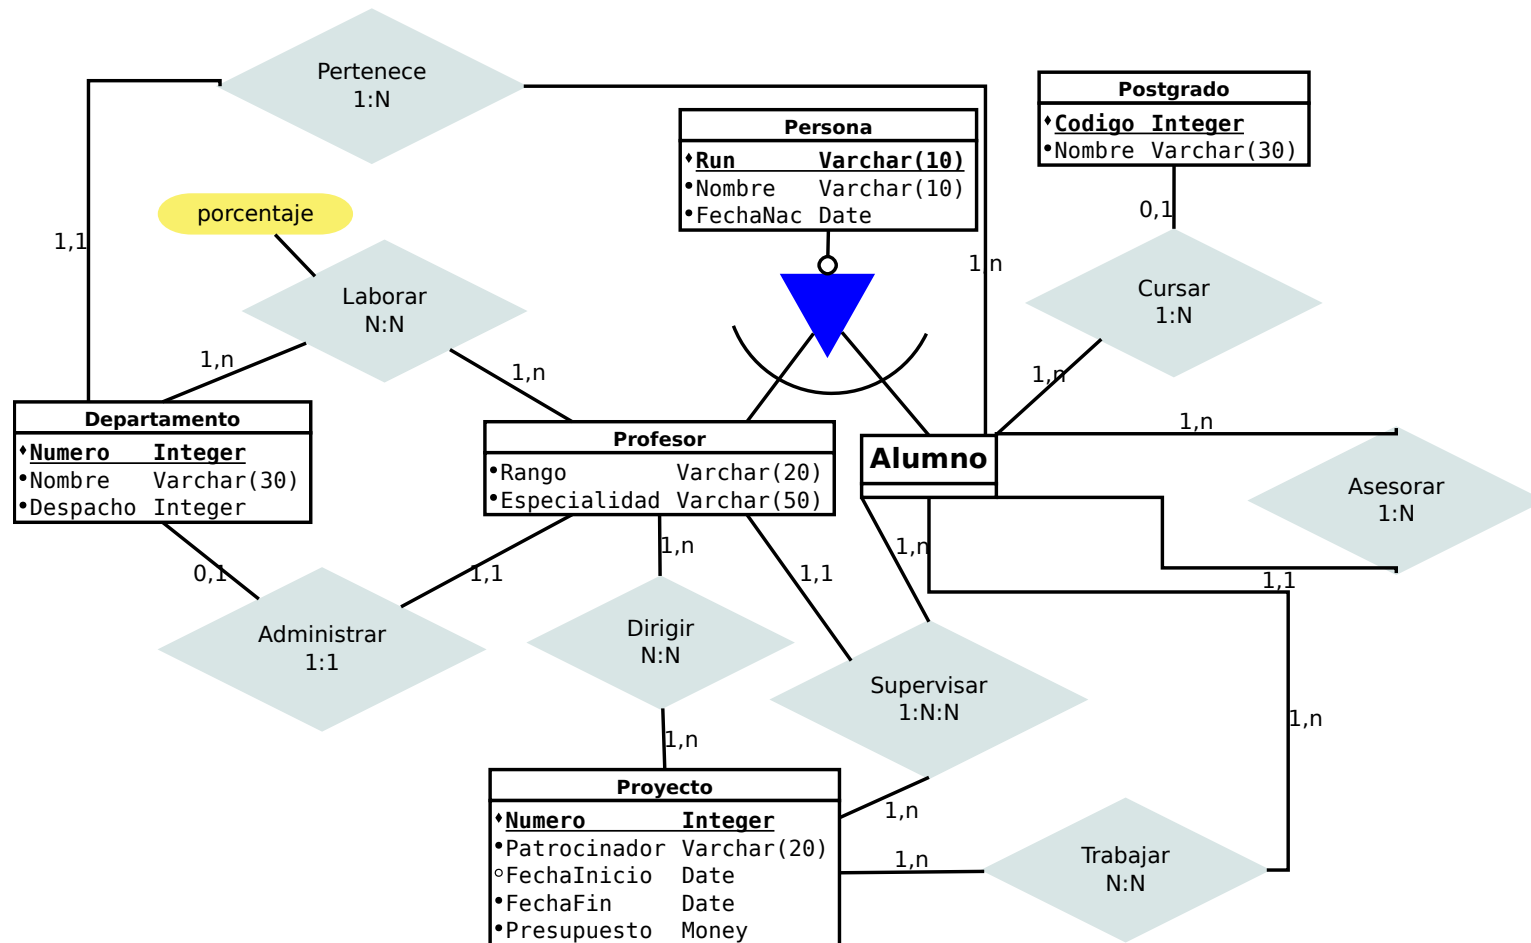 Pertenece
1:N
Postgrado
Codigo Integer
Nombre Varchar(30)
Persona
Run Varchar(10)
Nombre Varchar(10)
FechaNac Date
porcentaje
1,1
0,1
1,n
Laborar
N:N
Cursar
1:N
1,n
1,n
1,n
Departamento
Numero Integer
Nombre Varchar(30)
Despacho Integer
Profesor
Rango Varchar(20)
Especialidad Varchar(50)
Alumno
1,n
Asesorar
1:N
0,1
1,1
1,n
1,1
1,n
1,1
Administrar
1:1
Dirigir
N:N
Supervisar
1:N:N
1,n
1,n
Proyecto
Numero Integer
Patrocinador Varchar(20)
FechaInicio Date
FechaFin Date
Presupuesto Money
1,n
1,n
Trabajar
N:N